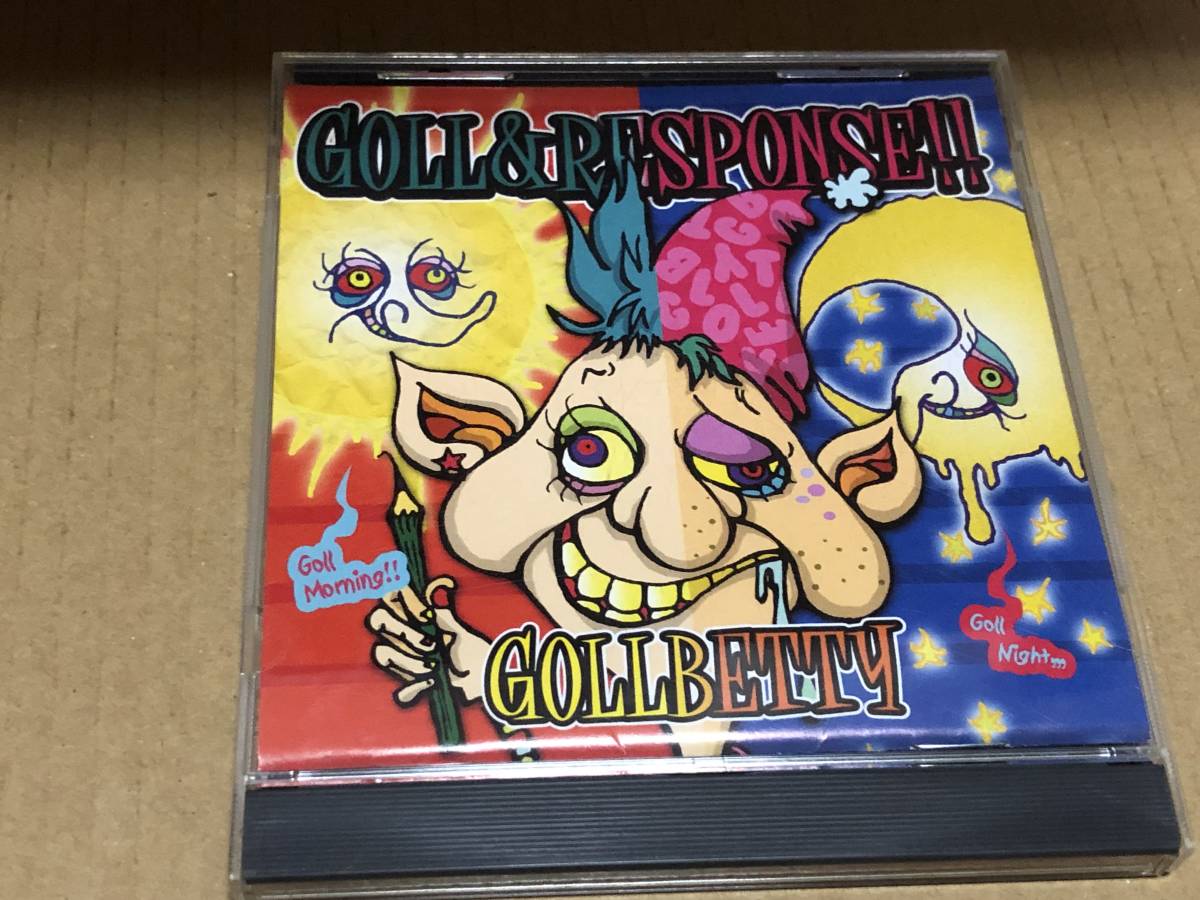 GOLL&RESPONSE!!
Goll
Morning!!
GOLLBETTY
Goll
Night,,,